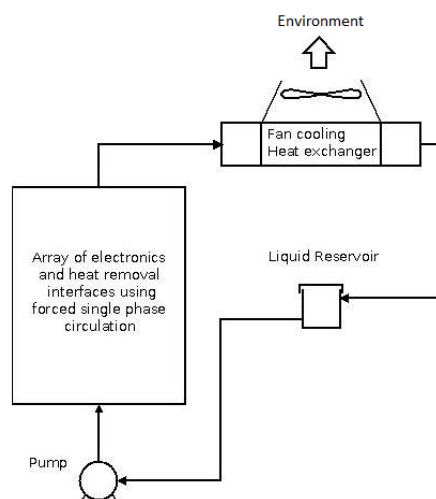 Environment
Fan cooling
Heat exchanger
Array of electronics
and heat removal
interfaces using
forced single phase
circulation
Liquid Reservoir
Pump